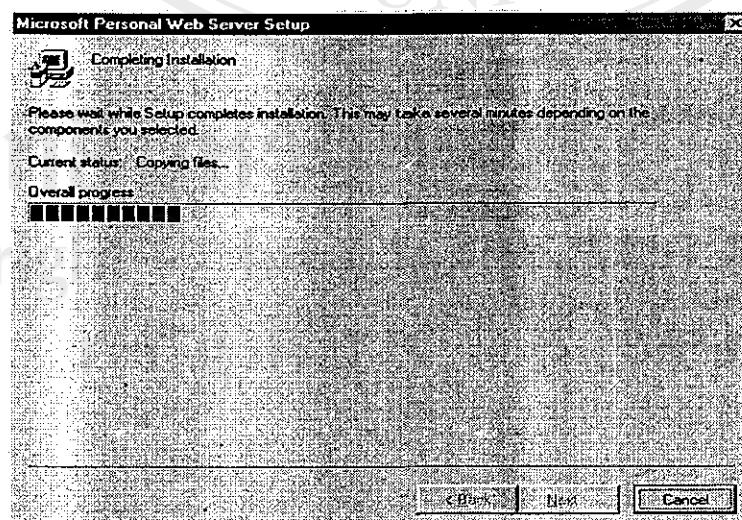 Microsoft Personal Web Server Setup
Completing Installation
Please wait while Setup completes installation. This may take several minutes depending on the
components you selected.
Current status: Copying files...
Overall progress
< Back
Next
Cancel